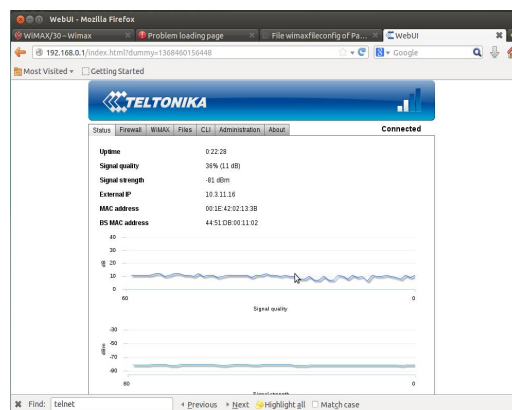 WebUI - Mozilla Firefox
WiMAX/30 – Wimax
Problem loading page
File wimaxfileconfig of Pa...
WebUI
192.168.0.1/index.html?dummy=1368460156448
Google
Most Visited
Getting Started
TELTONIKA
Status Firewall WiMAX Files CLI Administration About
Connected
Uptime 0:22:28
Signal quality 36% (11 dB)
Signal strength -81 dBm
External IP 10.3.11.16
MAC address 00:1E:42:02:13:3B
BS MAC address 44:51:DB:00:11:02
40
30
20
10
0
dB
60 0
Signal quality
-30
-50
-70
-90
dBm
60 0
Signal strength
Find: telnet Previous Next Highlight all Match case